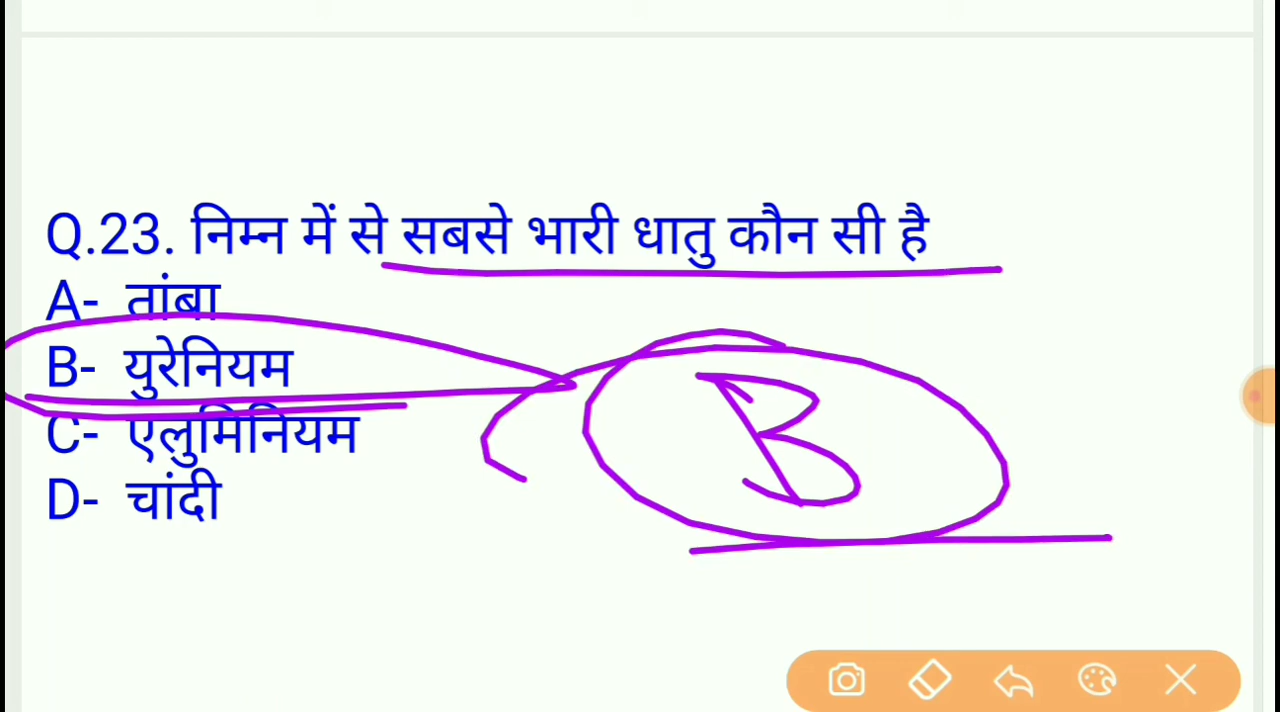 Q.23. निम्न में से सबसे भारी धातु कौन सी है
A- तांबा
B- युरेनियम
B
C- एलुमिनियम
D- चांदी